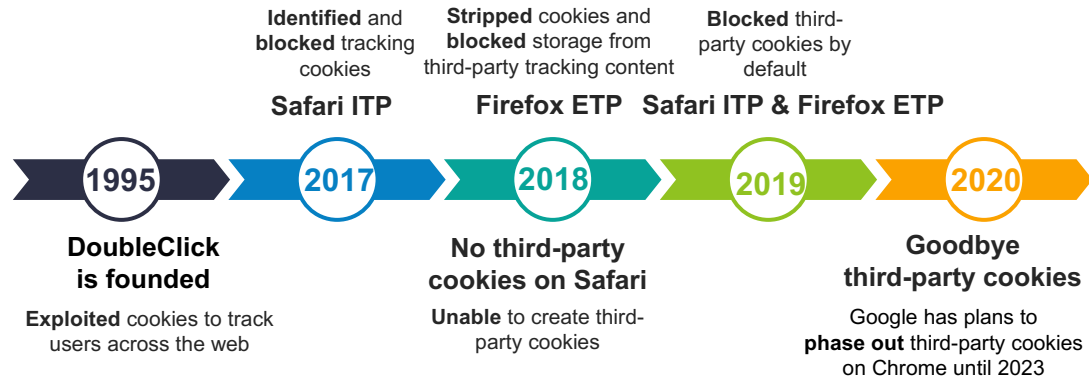 Identified and
blocked tracking
cookies
Safari ITP
Stripped cookies and
blocked storage from
third-party tracking content
Firefox ETP
Blocked third-
party cookies by
default
Safari ITP & Firefox ETP
1995
2017
2018
2019
2020
DoubleClick
is founded
Exploited cookies to track
users across the web
No third-party
cookies on Safari
Unable to create third-
party cookies
Goodbye
third-party cookies
Google has plans to
phase out third-party cookies
on Chrome until 2023